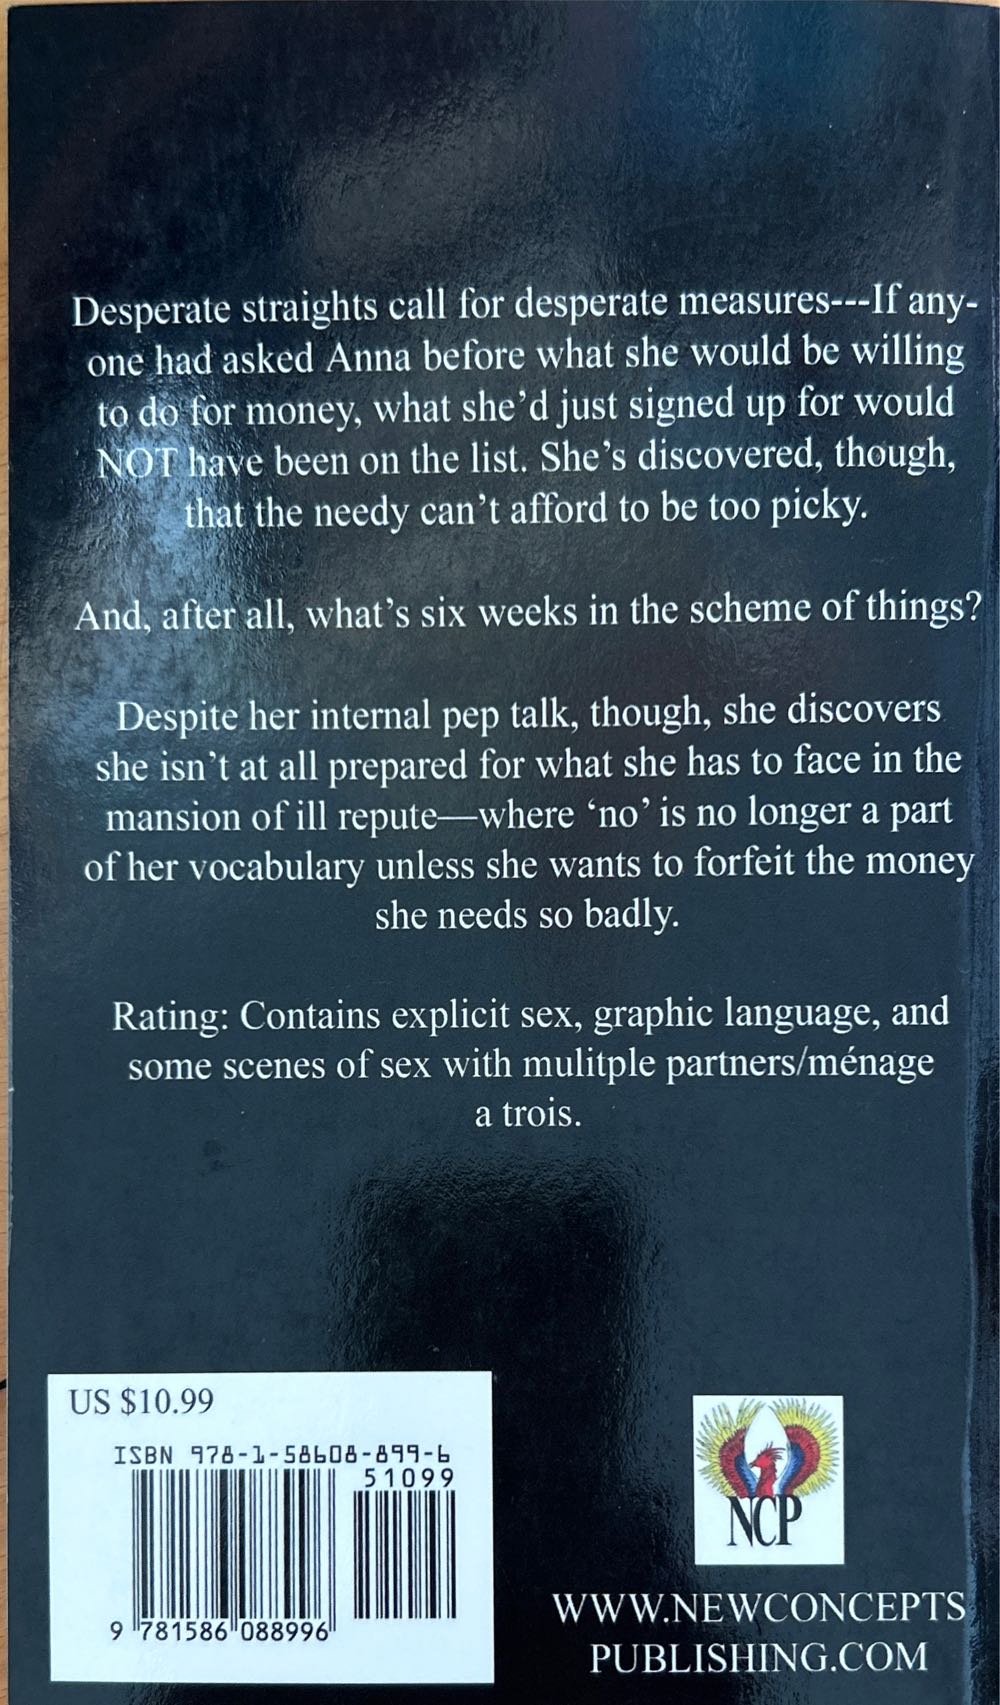 Desperate straights call for desperate measures---If any-
one had asked Anna before what she would be willing
to do for money, what she'd just signed up for would
NOT have been on the list. She's discovered, though,
that the needy can't afford to be too picky.
And, after all, what's six weeks in the scheme of things?
Despite her internal pep talk, though, she discovers
she isn't at all prepared for what she has to face in the
mansion of ill repute—where ‘no’ is no longer a part
of her vocabulary unless she wants to forfeit the money
she needs so badly.
Rating: Contains explicit sex, graphic language, and
some scenes of sex with mulitple partners/ménage
a trois.
US $10.99
ISBN 978-1-58608-899-6
51099
9 781586 088996
NCP
WWW.NEWCONCEPTS
PUBLISHING.COM